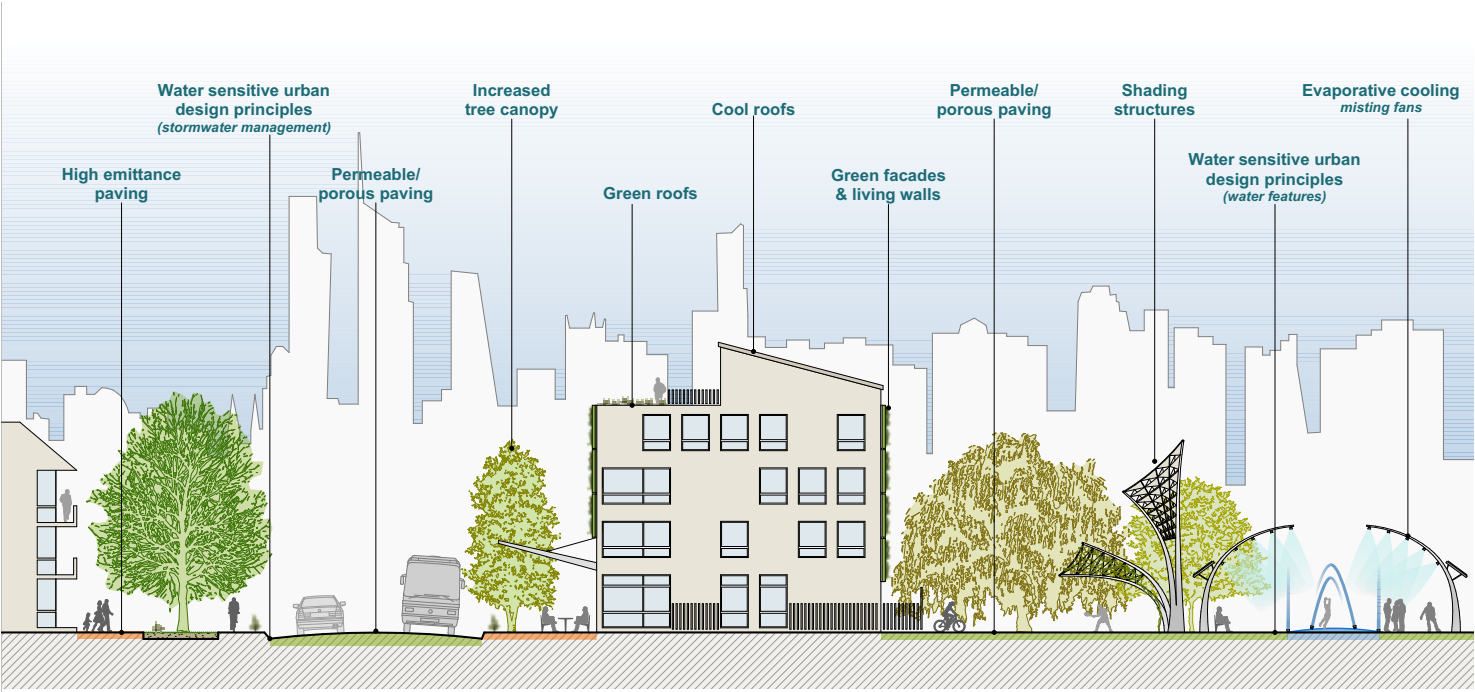 Water sensitive urban
design principles
(stormwater management)
Increased
tree canopy
Cool roofs
Permeable/
porous paving
Shading
structures
Evaporative cooling
misting fans
High emittance
paving
Permeable/
porous paving
Green roofs
Green facades
& living walls
Water sensitive urban
design principles
(water features)